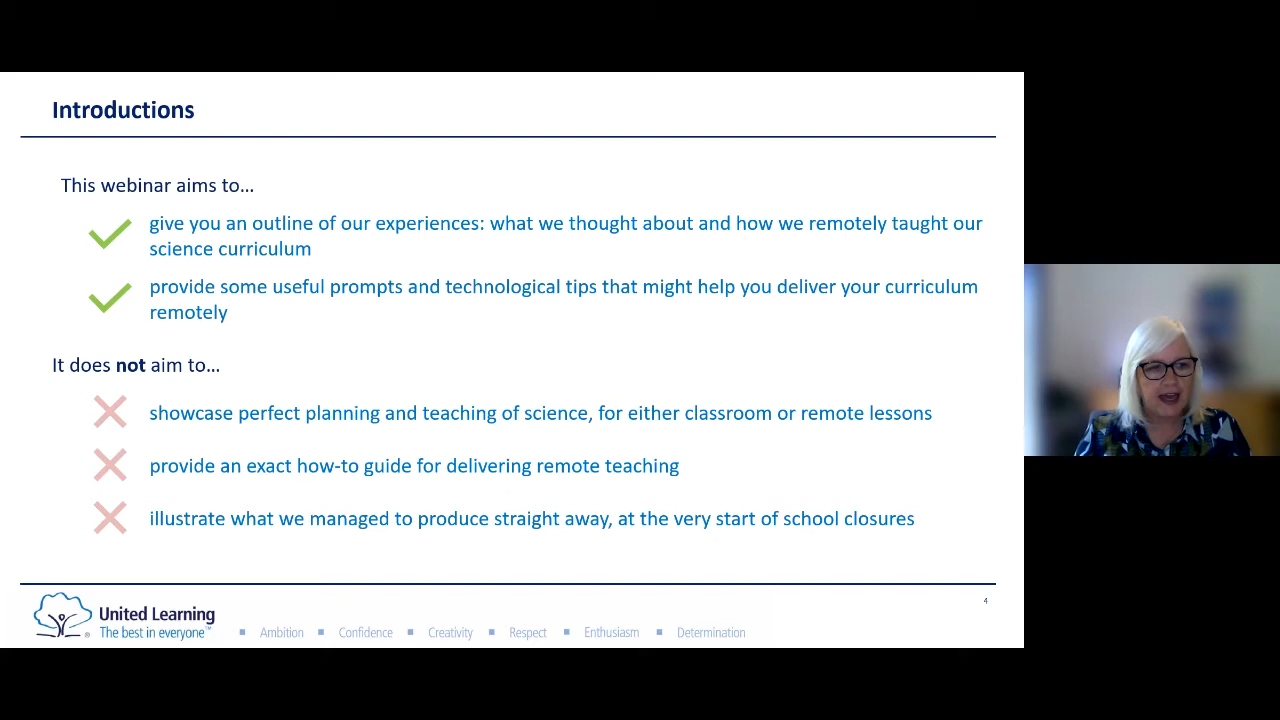 Introductions
This webinar aims to…
give you an outline of our experiences: what we thought about and how we remotely taught our
science curriculum
provide some useful prompts and technological tips that might help you deliver your curriculum
remotely
It does not aim to…
showcase perfect planning and teaching of science, for either classroom or remote lessons
provide an exact how-to guide for delivering remote teaching
illustrate what we managed to produce straight away, at the very start of school closures
4
United Learning
® The best in everyone™
Ambition Confidence Creativity Respect Enthusiasm Determination